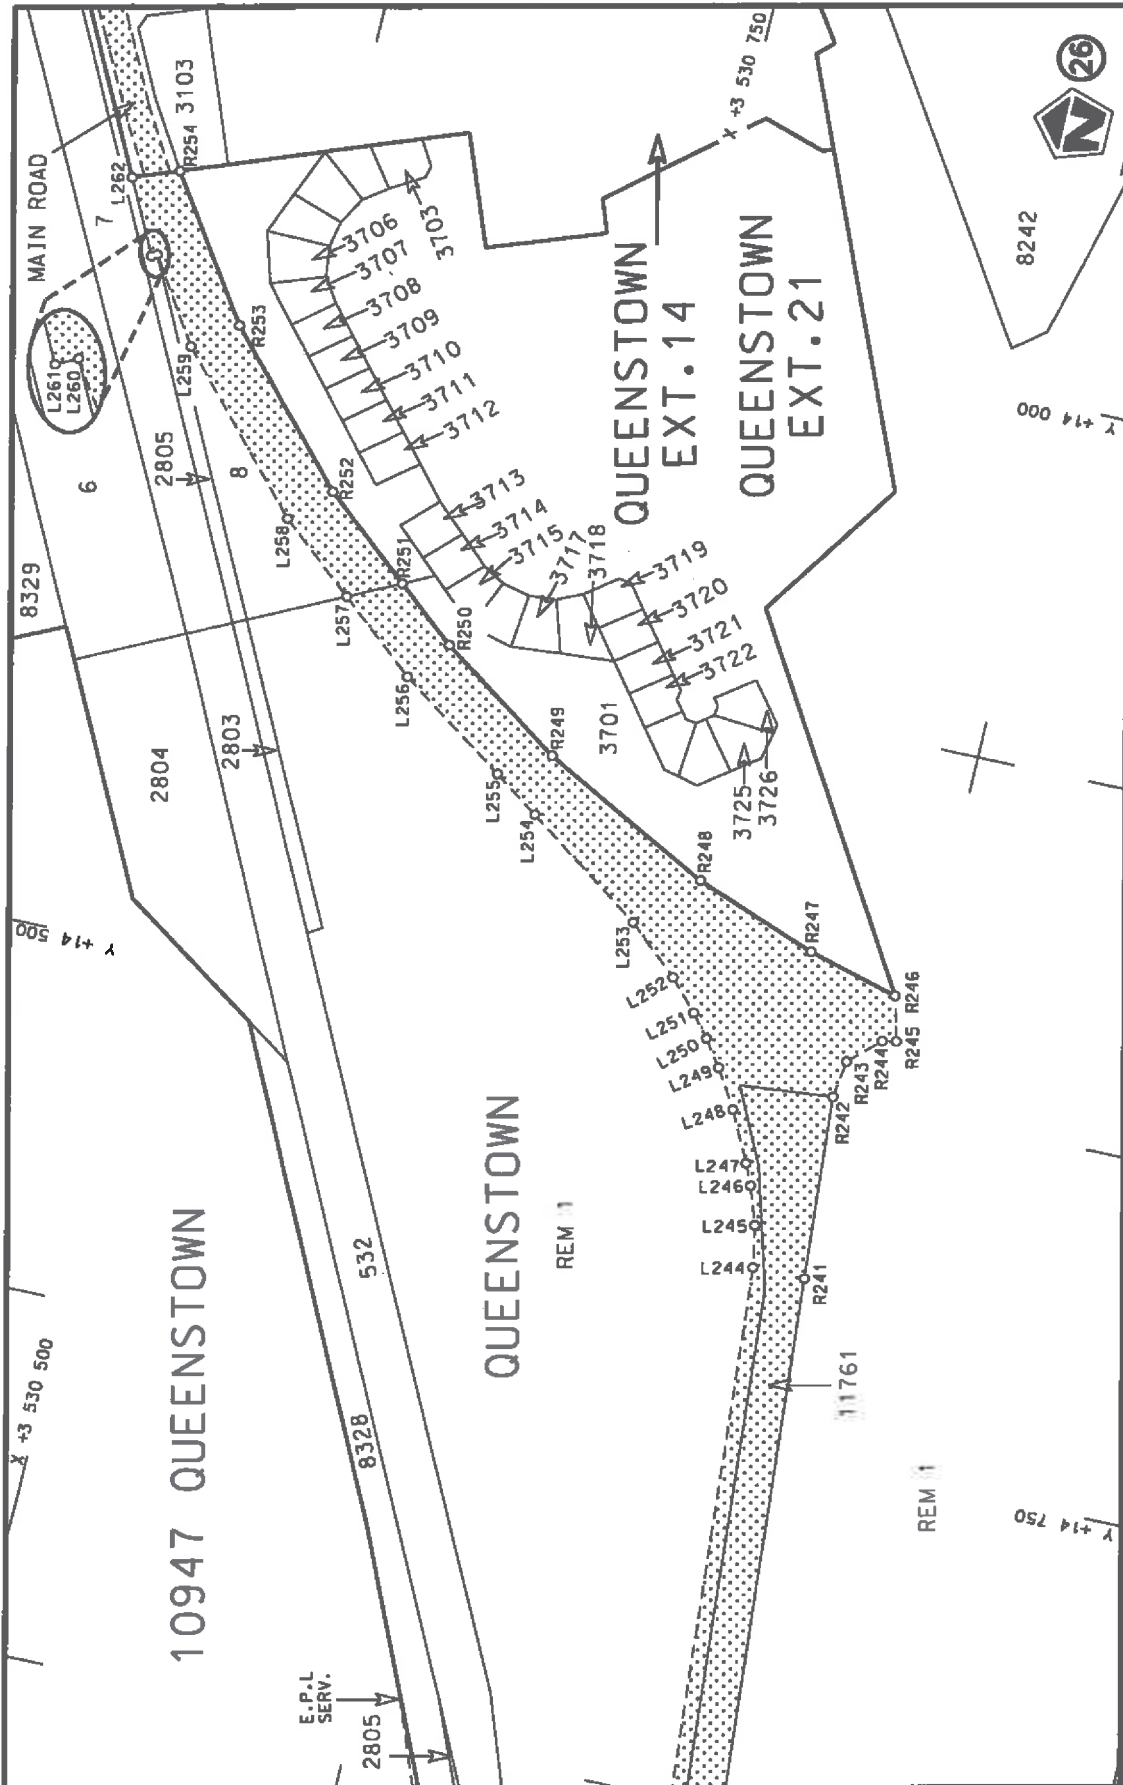 MAIN ROAD
3103
R254
L262
7
L261
L260
L259
R253
6
2805
8
8329
L258
R252
L257
R251
R250
L256
2804
2803
L255
R249
L254
3701
3703
3706
3707
3708
3709
3710
3711
3712
3713
3714
3715
3717
3718
3719
3720
3721
3722
3725
3726
QUEENSTOWN
EXT.14
QUEENSTOWN
EXT.21
X +3 530 750
26
N
8242
Y +14 000
R248
L253
R247
L252
R246
L251
R245
L250
R244
L249
R243
L248
R242
L247
L246
L245
L244
R241
Y +14 500
QUEENSTOWN
REM 1
532
10947 QUEENSTOWN
X +3 530 500
8328
11761
REM 1
Y +14 750
E.P.L
SERV.
2805